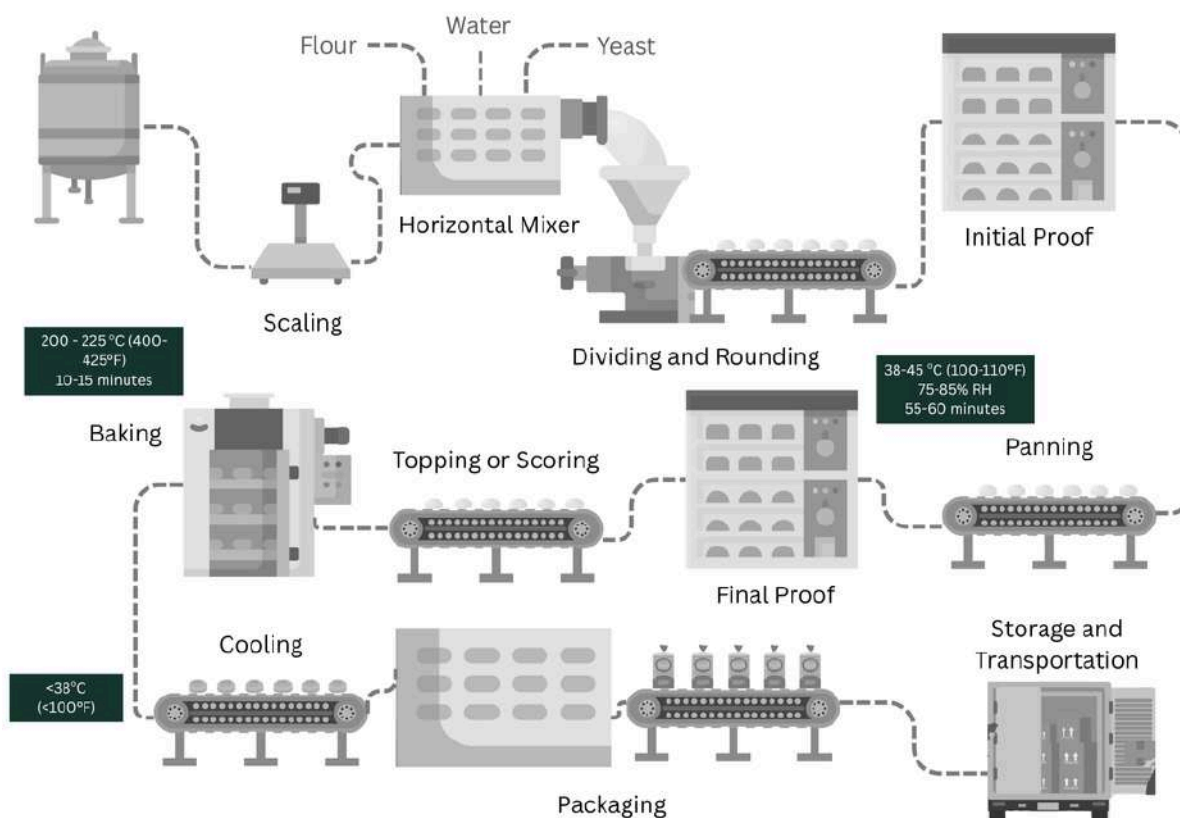 Flour
Water
Yeast
Horizontal Mixer
Initial Proof
Scaling
Dividing and Rounding
200 - 225 °C (400-
425°F)
10-15 minutes
38-45 °C (100-110°F)
75-85% RH
55-60 minutes
Baking
Topping or Scoring
Panning
Final Proof
Cooling
Storage and
Transportation
<38°C
(<100°F)
Packaging